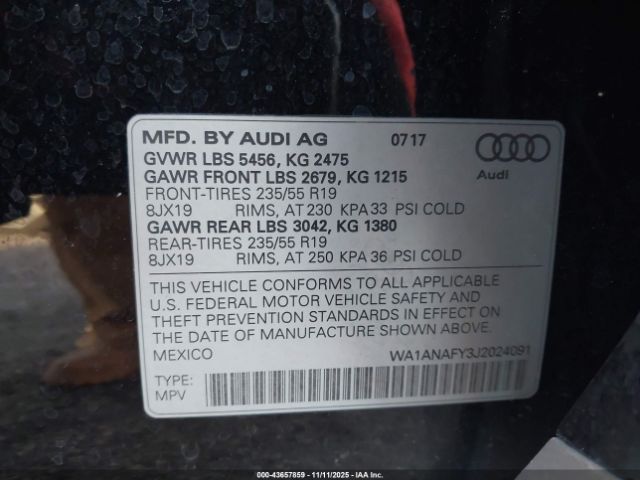 MFD. BY AUDI AG 07 17
GVWR LBS 5456, KG 2475
GAWR FRONT LBS 2679, KG 1215
FRONT-TIRES 235/55 R19
8JX19 RIMS, AT 230 KPA 33 PSI COLD
GAWR REAR LBS 3042, KG 1380
REAR-TIRES 235/55 R19
8JX19 RIMS, AT 250 KPA 36 PSI COLD
Audi
THIS VEHICLE CONFORMS TO ALL APPLICABLE
U.S. FEDERAL MOTOR VEHICLE SAFETY AND
THEFT PREVENTION STANDARDS IN EFFECT ON
THE DATE OF MANUFACTURE SHOWN ABOVE.
MEXICO WA1ANAFY3J2024091
TYPE:
MPV
000-43657859 - 11/11/2025 - IAA Inc.